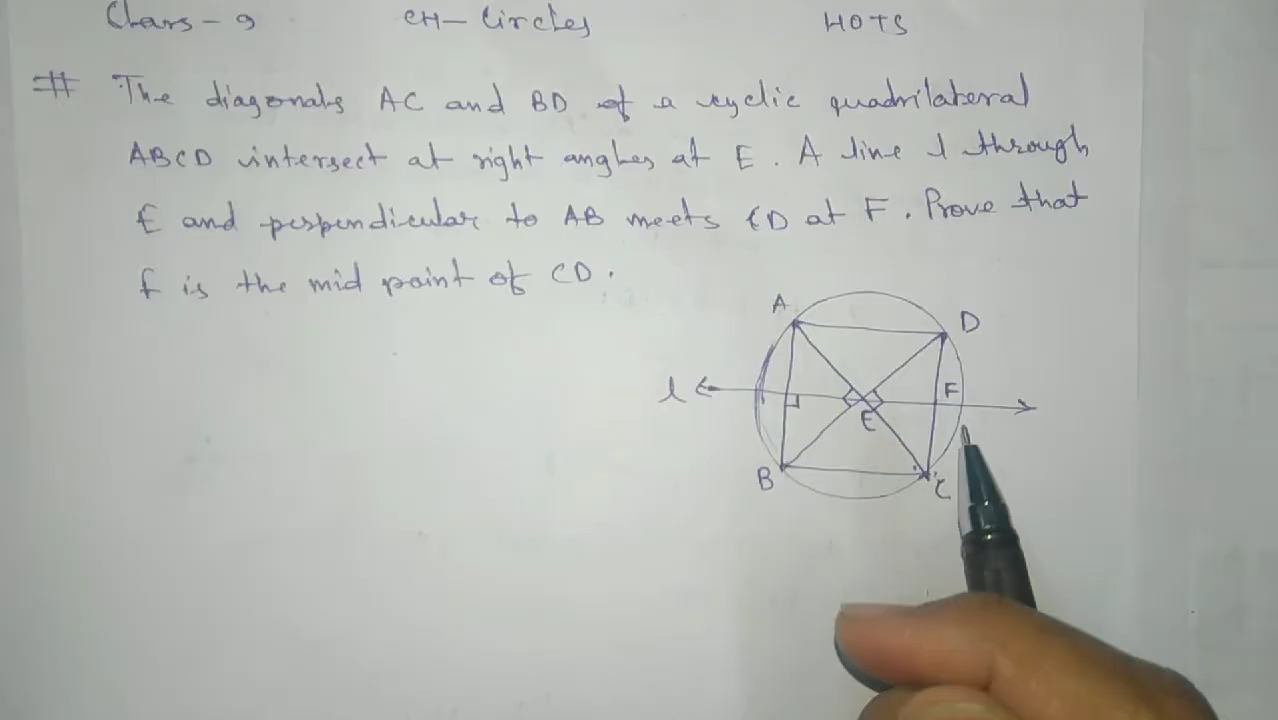 Class - 9 CH - Circles HOTS
# The diagonals AC and BD of a cyclic quadrilateral
ABCD intersect at right angles at E. A line l through
E and perpendicular to AB meets CD at F. Prove that
f is the mid point of CD.
A
D
l
F
E
B
C